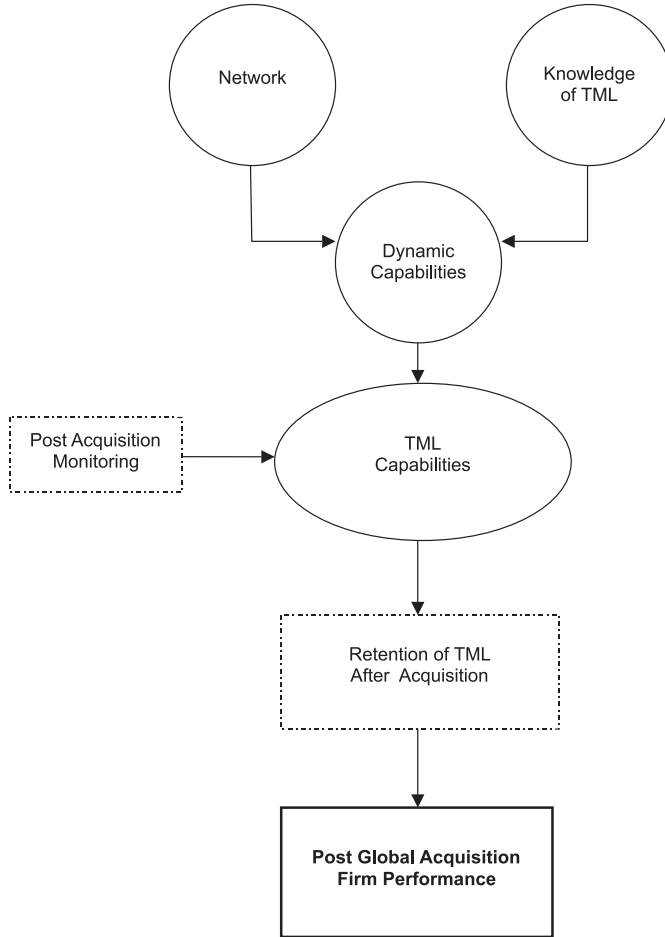 Network
Knowledge
of TML
Dynamic
Capabilities
Post Acquisition
Monitoring
TML
Capabilities
Retention of TML
After Acquisition
Post Global Acquisition
Firm Performance